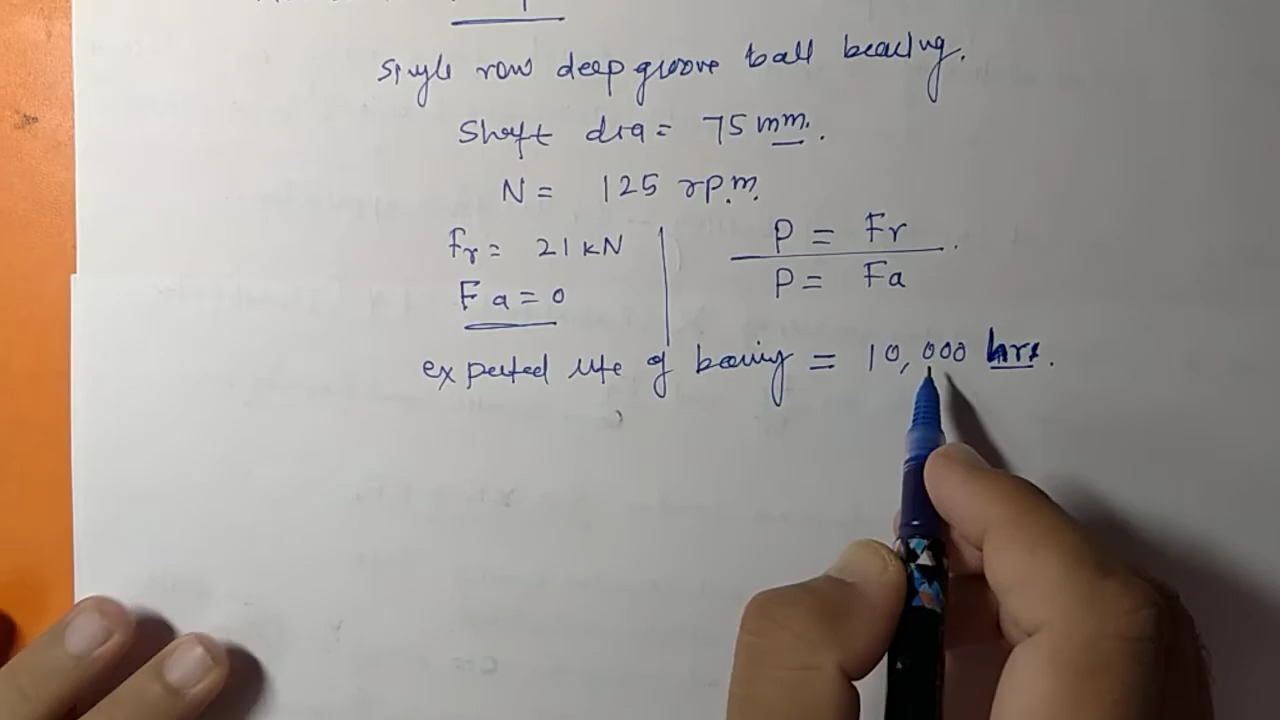 single row deep groove ball bearing.
Shaft dia = 75 mm.
N = 125 r.p.m.
Fr = 21 kN
Fa = 0
P = Fr
P = Fa
expected life of bearing = 10,000 hrs.